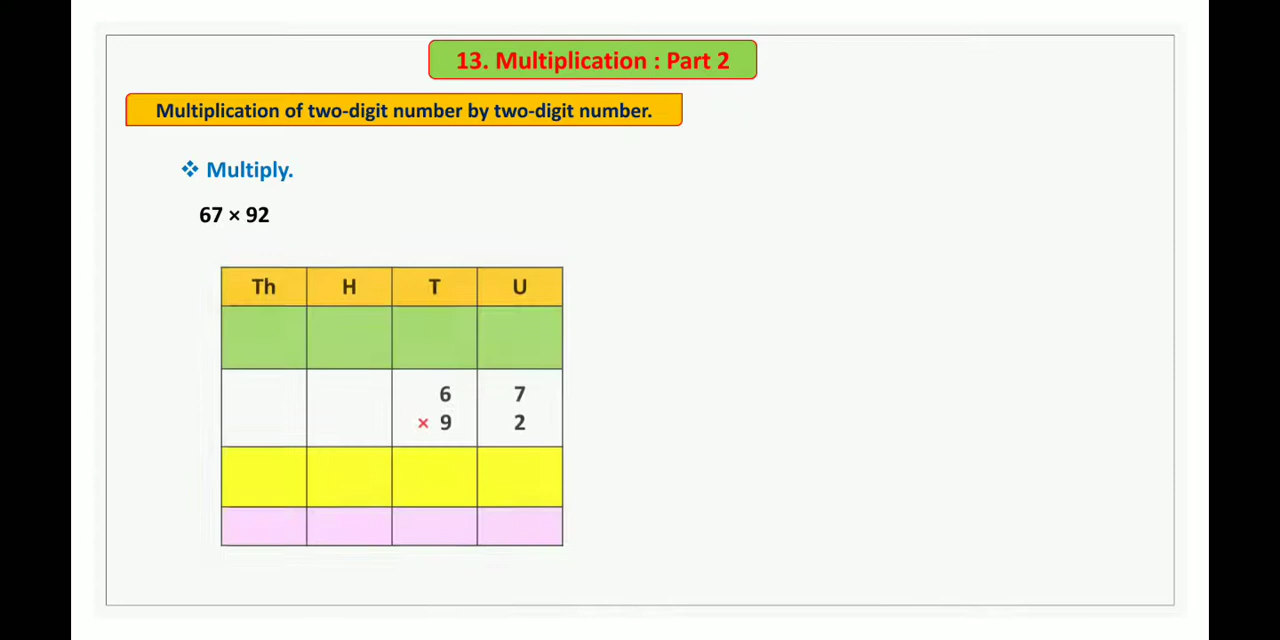 13. Multiplication : Part 2
Multiplication of two-digit number by two-digit number.
❖ Multiply.
67 × 92
Th H T U
6 7
× 9 2